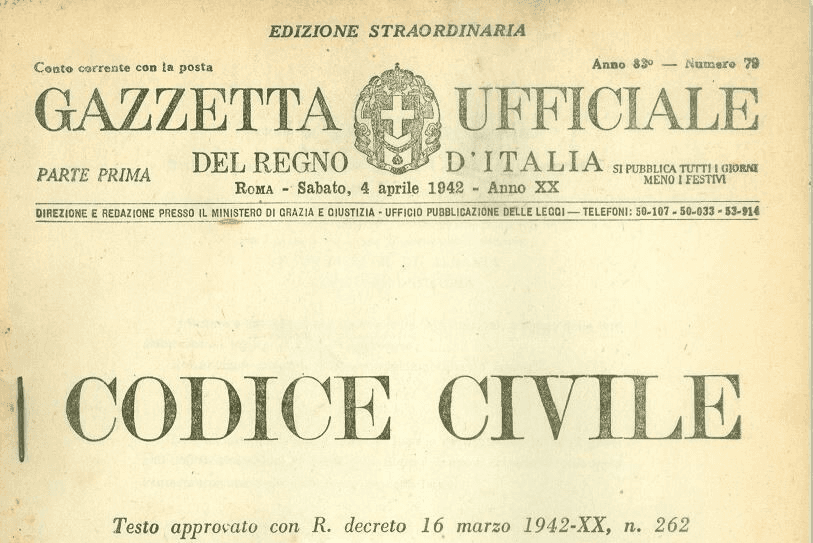 EDIZIONE STRAORDINARIA
Conto corrente con la posta
Anno 83º — Numero 79
GAZZETTA UFFICIALE
PARTE PRIMA
DEL REGNO D'ITALIA
SI PUBBLICA TUTTI I GIORNI
MENO I FESTIVI
ROMA - Sabato, 4 aprile 1942 - Anno XX
DIREZIONE E REDAZIONE PRESSO IL MINISTERO DI GRAZIA E GIUSTIZIA - UFFICIO PUBBLICAZIONE DELLE LEGGI — TELEFONI: 50-107 - 50-033 - 53-914
CODICE CIVILE
Testo approvato con R. decreto 16 marzo 1942-XX, n. 262